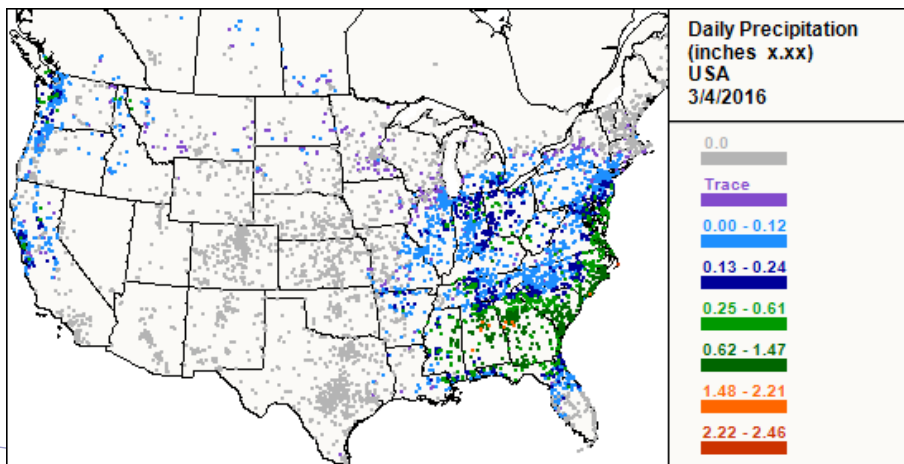 Daily Precipitation
(inches x.xx)
USA
3/4/2016
0.0
Trace
0.00 - 0.12
0.13 - 0.24
0.25 - 0.61
0.62 - 1.47
1.48 - 2.21
2.22 - 2.46